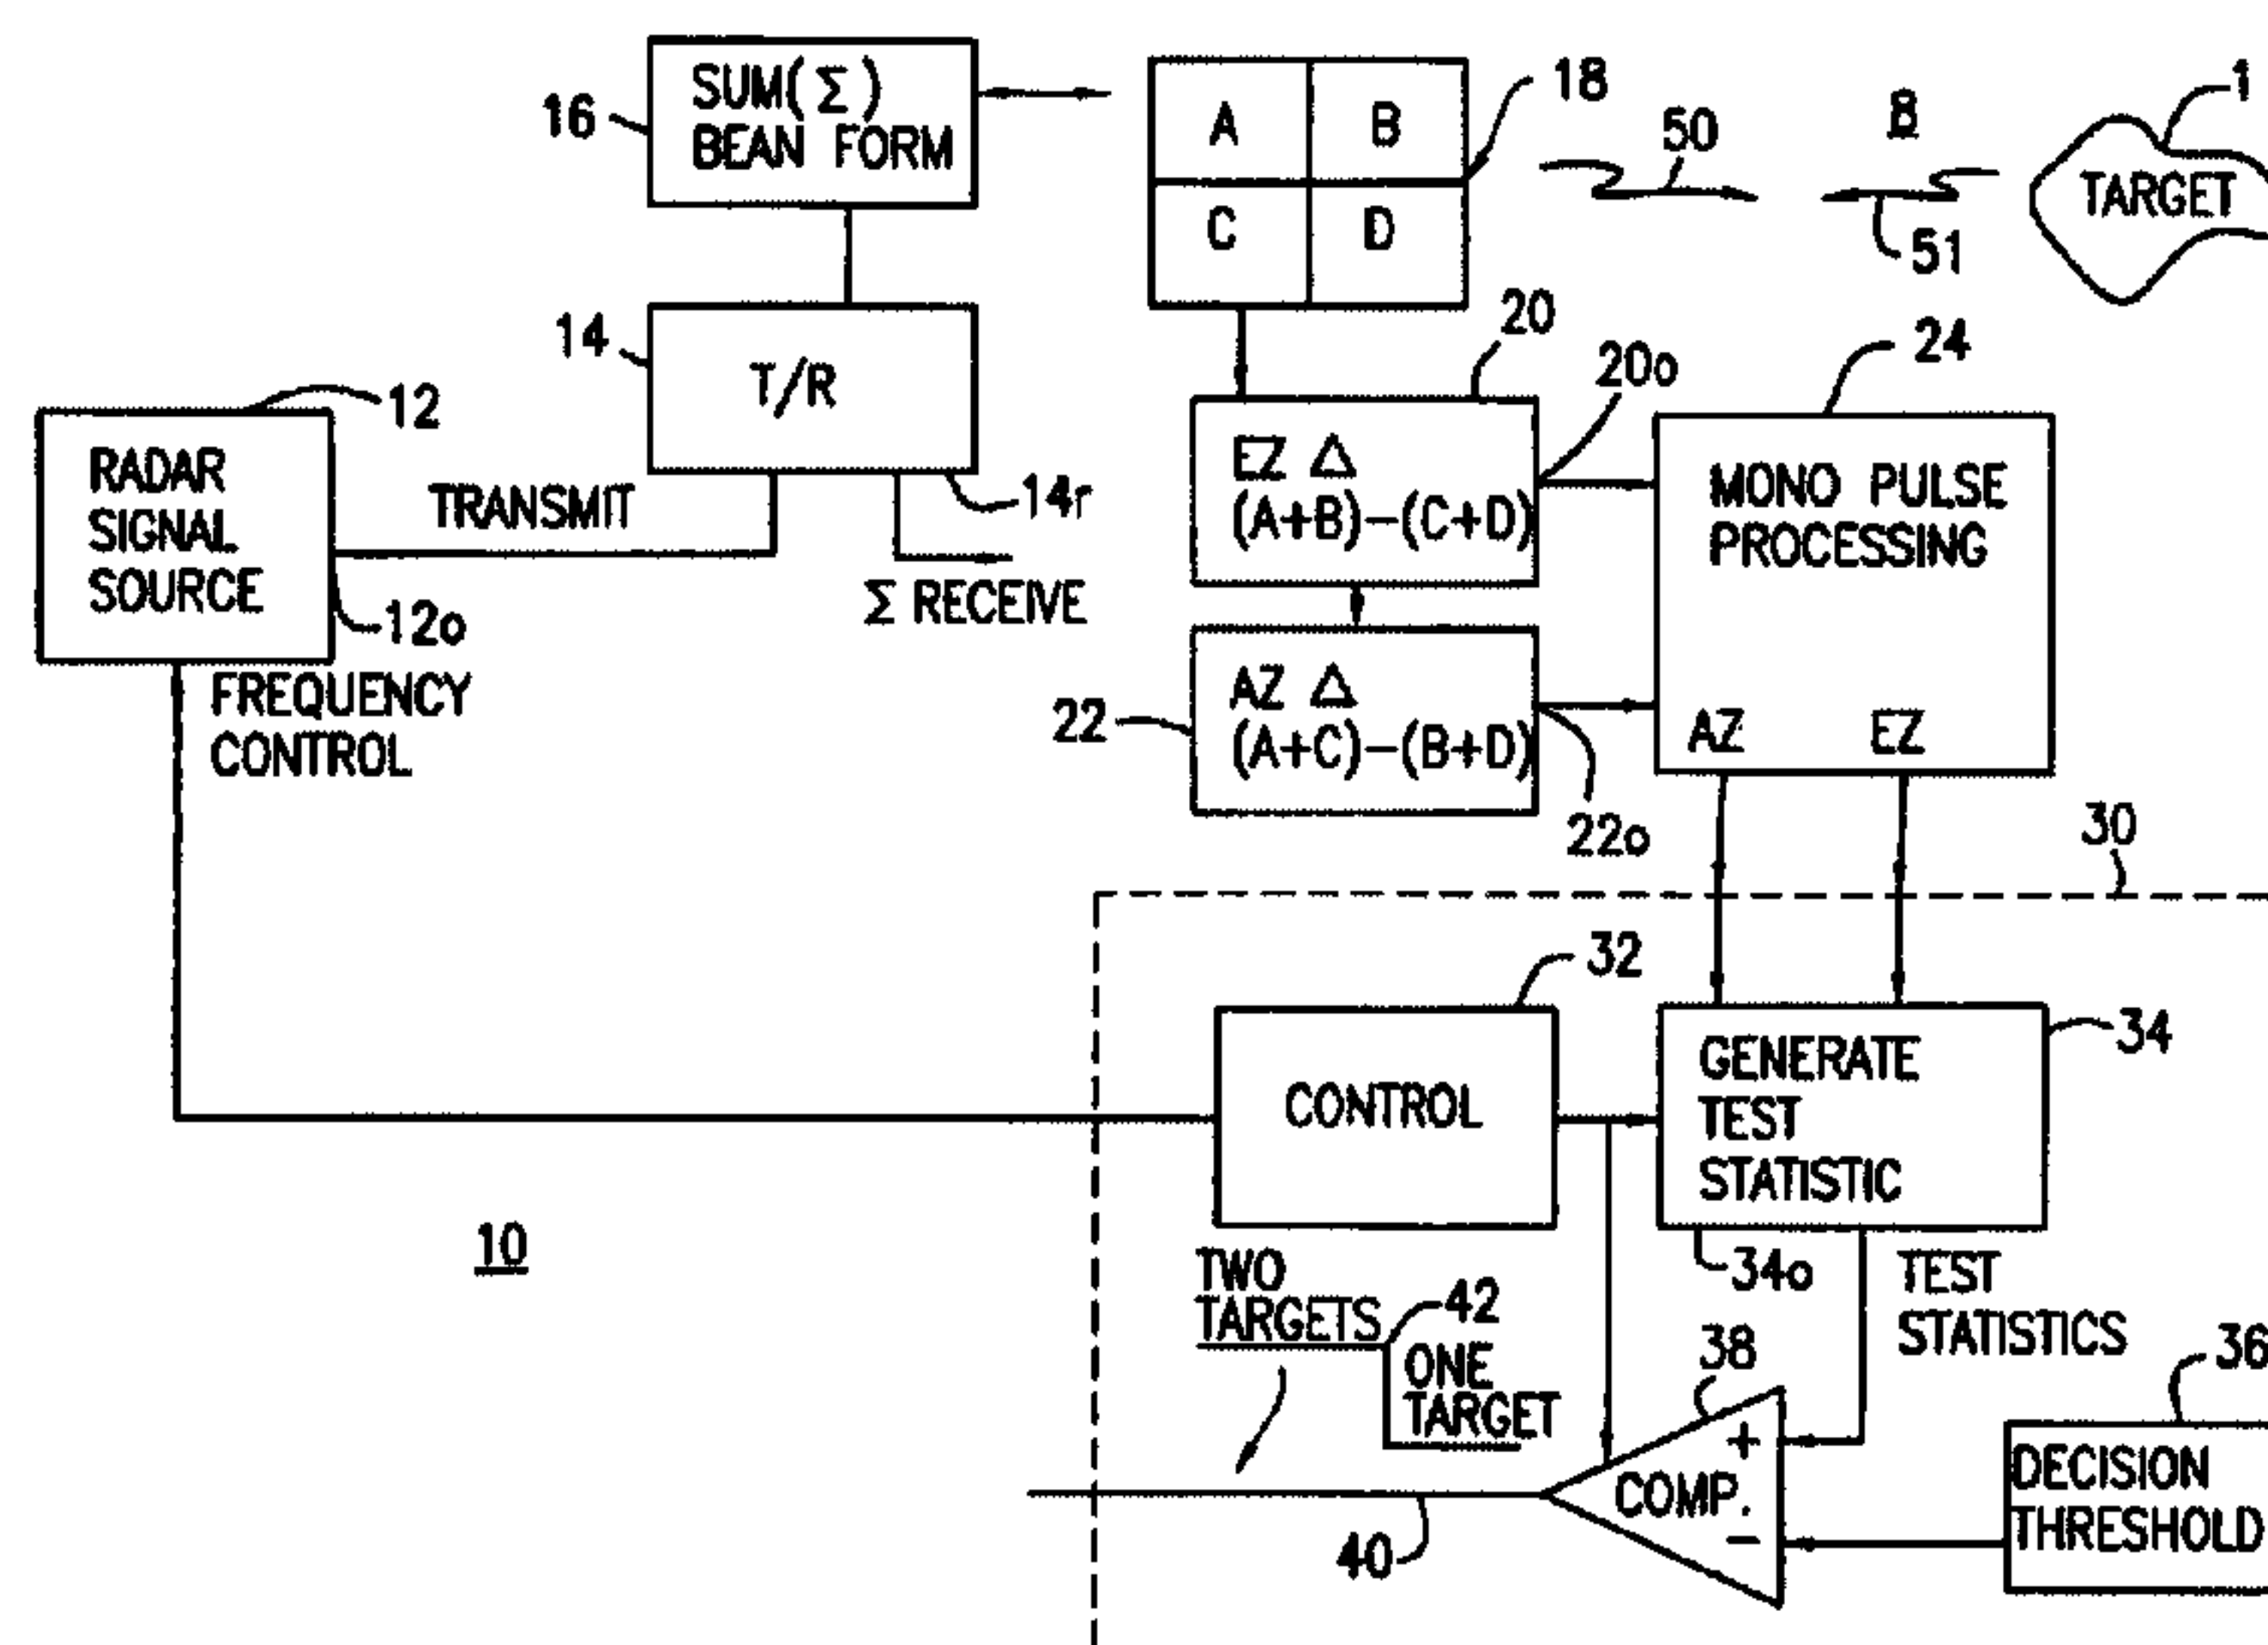 SUM(Σ)
BEAN FORM
16
A
B
C
D
18
50
8
1
TARGET
51
14
T/R
14r
12
RADAR
SIGNAL
SOURCE
TRANSMIT
12o
Σ RECEIVE
FREQUENCY
CONTROL
20
20o
EZ Δ
(A+B)-(C+D)
24
MONO PULSE
PROCESSING
AZ EZ
22
AZ Δ
(A+C)-(B+D)
22o
30
32
CONTROL
34
GENERATE
TEST
STATISTIC
34o
TEST
STATISTICS
10
TWO
TARGETS
42
ONE
TARGET
38
+
COMP.
-
36
DECISION
THRESHOLD
40